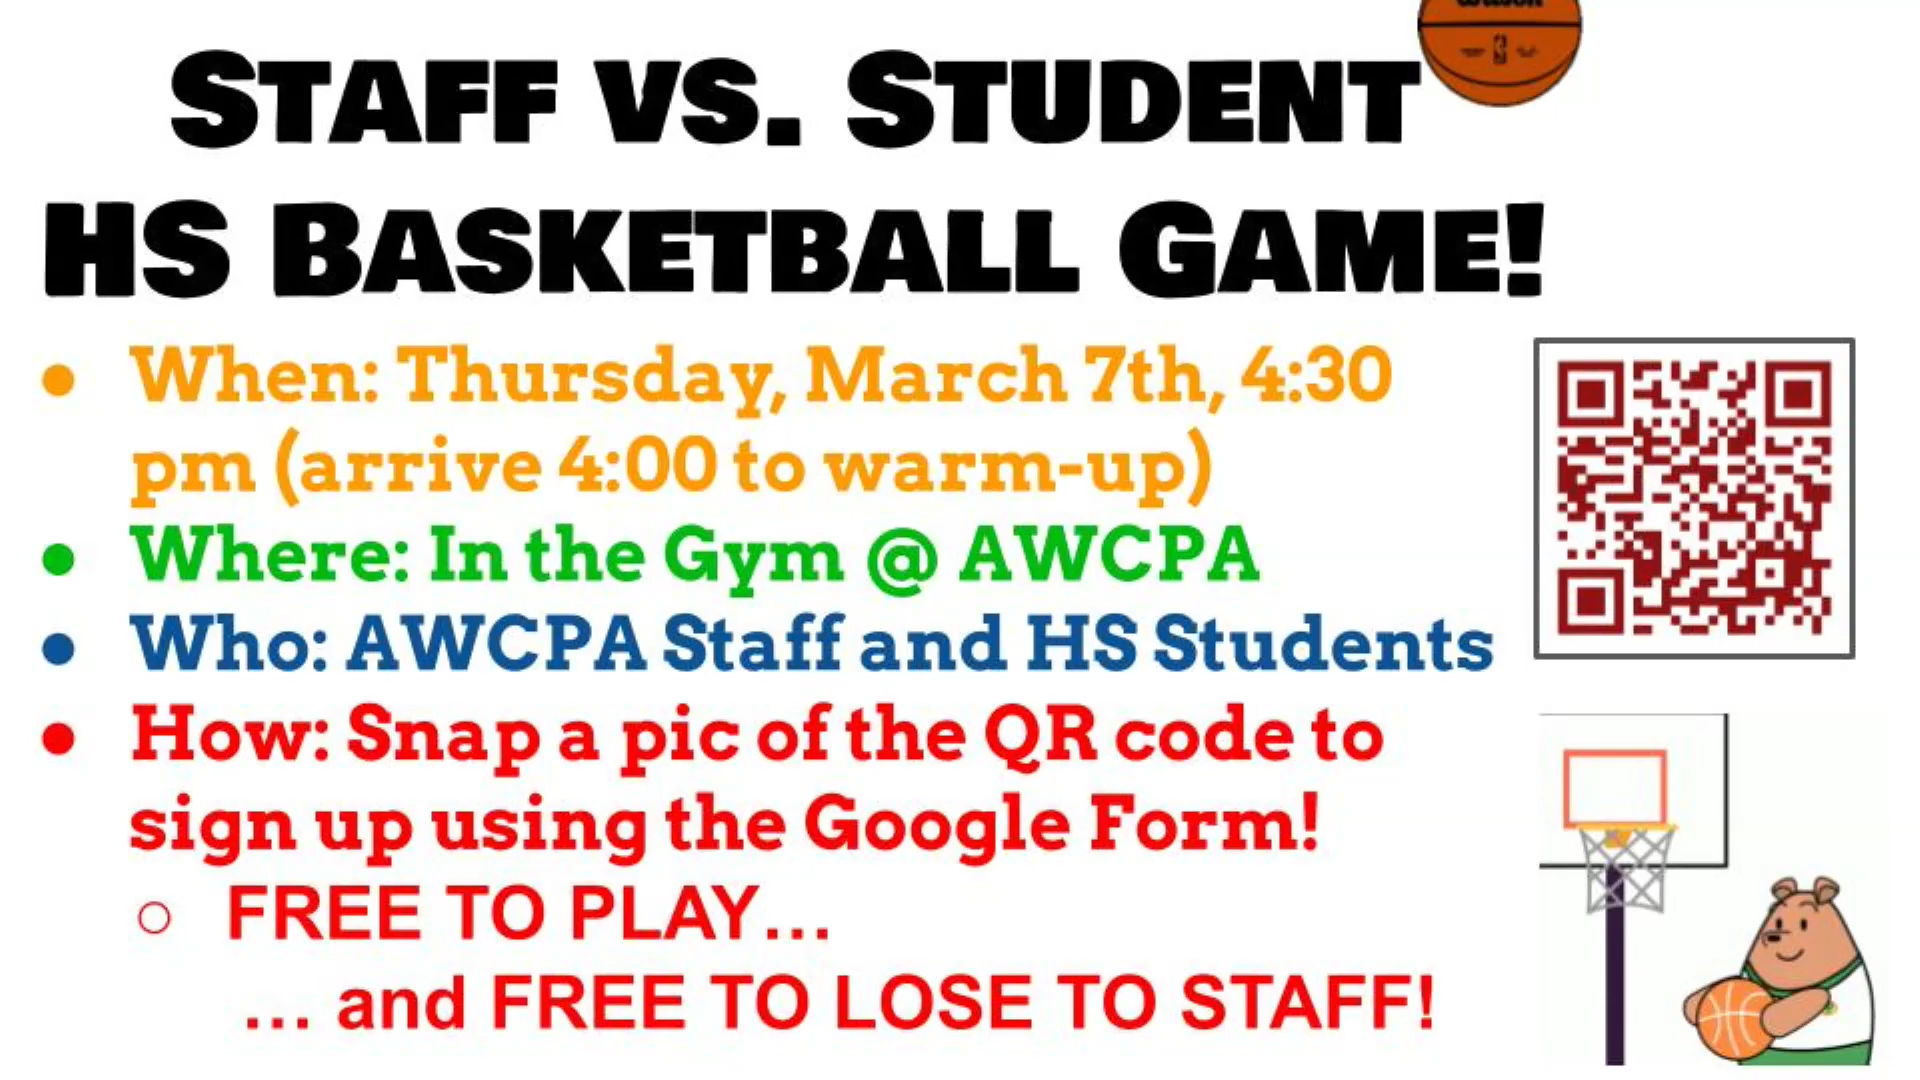 Wilson
STAFF VS. STUDENT
HS BASKETBALL GAME!
● When: Thursday, March 7th, 4:30
pm (arrive 4:00 to warm-up)
● Where: In the Gym @ AWCPA
● Who: AWCPA Staff and HS Students
● How: Snap a pic of the QR code to
sign up using the Google Form!
○ FREE TO PLAY…
… and FREE TO LOSE TO STAFF!